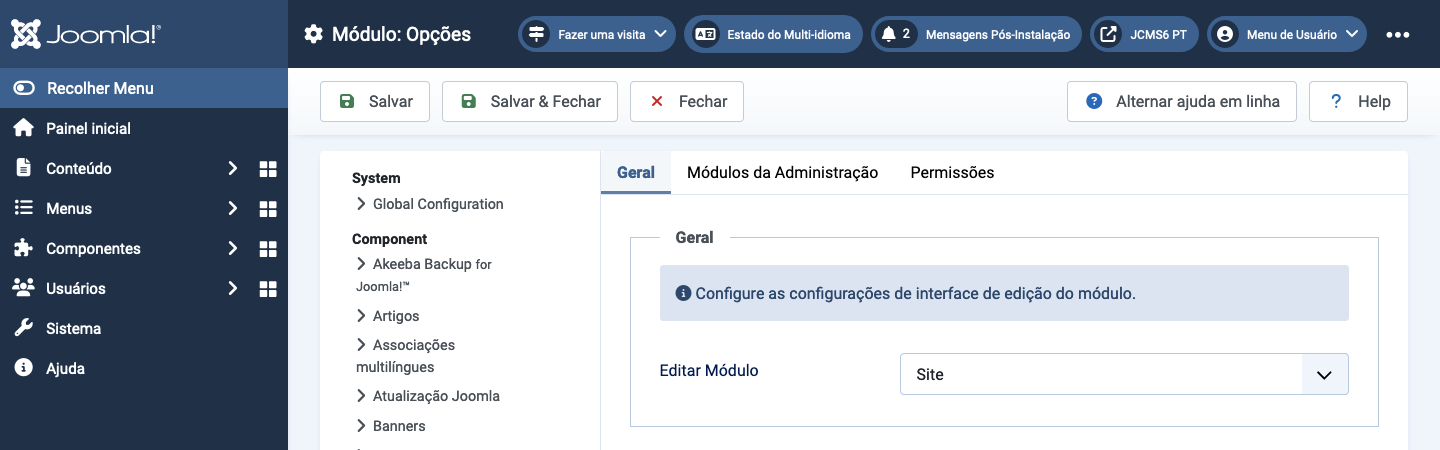 Joomla!®
Módulo: Opções
Fazer uma visita
Estado do Multi-idioma
2 Mensagens Pós-Instalação
JCMS6 PT
Menu de Usuário
Recolher Menu
Painel inicial
Conteúdo
Menus
Componentes
Usuários
Sistema
Ajuda
Salvar
Salvar & Fechar
Fechar
Alternar ajuda em linha
Help
System
Global Configuration
Component
Akeeba Backup for
Joomla!™
Artigos
Associações
multilíngues
Atualização Joomla
Banners
Geral
Módulos da Administração
Permissões
Geral
Configure as configurações de interface de edição do módulo.
Editar Módulo
Site